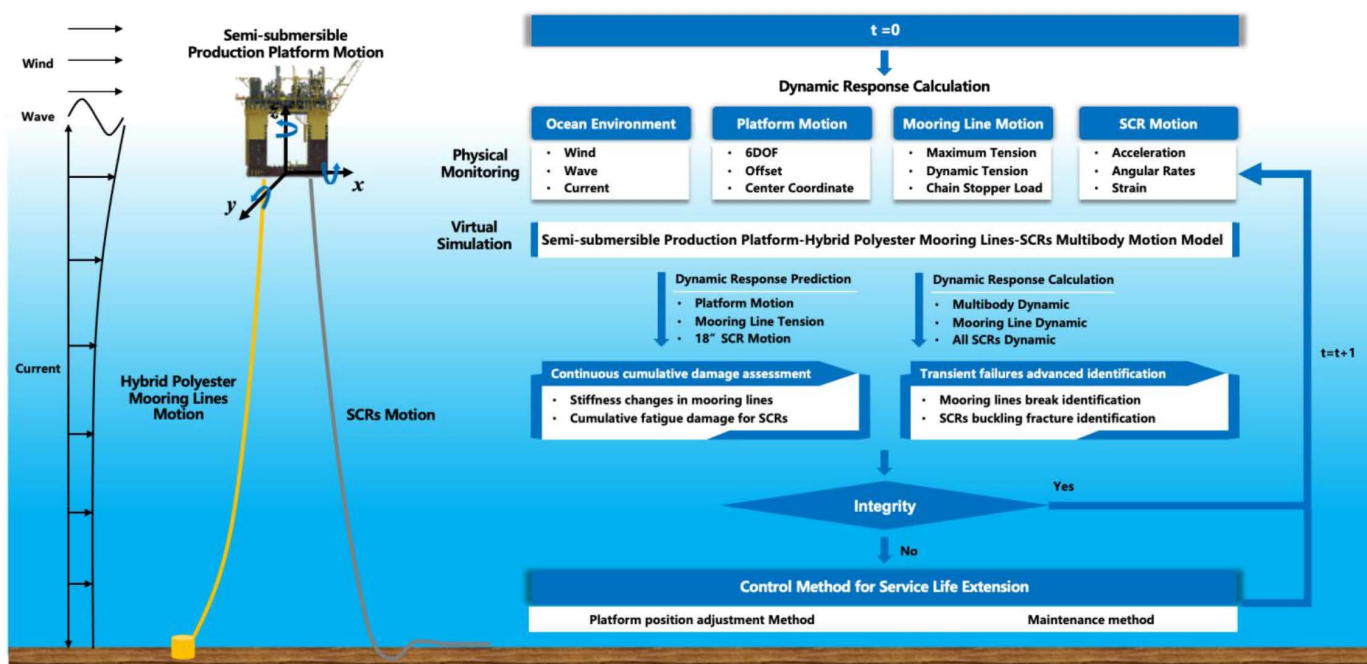 Wind
Wave
Current
Semi-submersible
Production Platform Motion
z
x
y
Hybrid Polyester
Mooring Lines
Motion
SCRs Motion
t =0
Dynamic Response Calculation
Physical
Monitoring
Ocean Environment
• Wind
• Wave
• Current
Platform Motion
• 6DOF
• Offset
• Center Coordinate
Mooring Line Motion
• Maximum Tension
• Dynamic Tension
• Chain Stopper Load
SCR Motion
• Acceleration
• Angular Rates
• Strain
Virtual
Simulation
Semi-submersible Production Platform-Hybrid Polyester Mooring Lines-SCRs Multibody Motion Model
Dynamic Response Prediction
• Platform Motion
• Mooring Line Tension
• 18” SCR Motion
Dynamic Response Calculation
• Multibody Dynamic
• Mooring Line Dynamic
• All SCRs Dynamic
t=t+1
Continuous cumulative damage assessment
• Stiffness changes in mooring lines
• Cumulative fatigue damage for SCRs
Transient failures advanced identification
• Mooring lines break identification
• SCRs buckling fracture identification
Integrity
Yes
No
Control Method for Service Life Extension
Platform position adjustment Method
Maintenance method